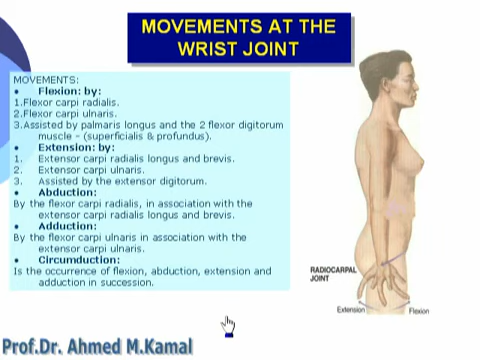 MOVEMENTS AT THE
WRIST JOINT
MOVEMENTS:
• Flexion: by:
1.Flexor carpi radialis.
2.Flexor carpi ulnaris.
3.Assisted by palmaris longus and the 2 flexor digitorum
muscle – (superficialis & profundus).
• Extension: by:
1. Extensor carpi radialis longus and brevis.
2. Extensor carpi ulnaris.
3. Assisted by the extensor digitorum.
• Abduction:
By the flexor carpi radialis, in association with the
extensor carpi radialis longus and brevis.
• Adduction:
By the flexor carpi ulnaris in association with the
extensor carpi ulnaris.
• Circumduction:
Is the occurrence of flexion, abduction, extension and
adduction in succession.
RADIOCARPAL
JOINT
Extension
Flexion
Prof.Dr. Ahmed M.Kamal